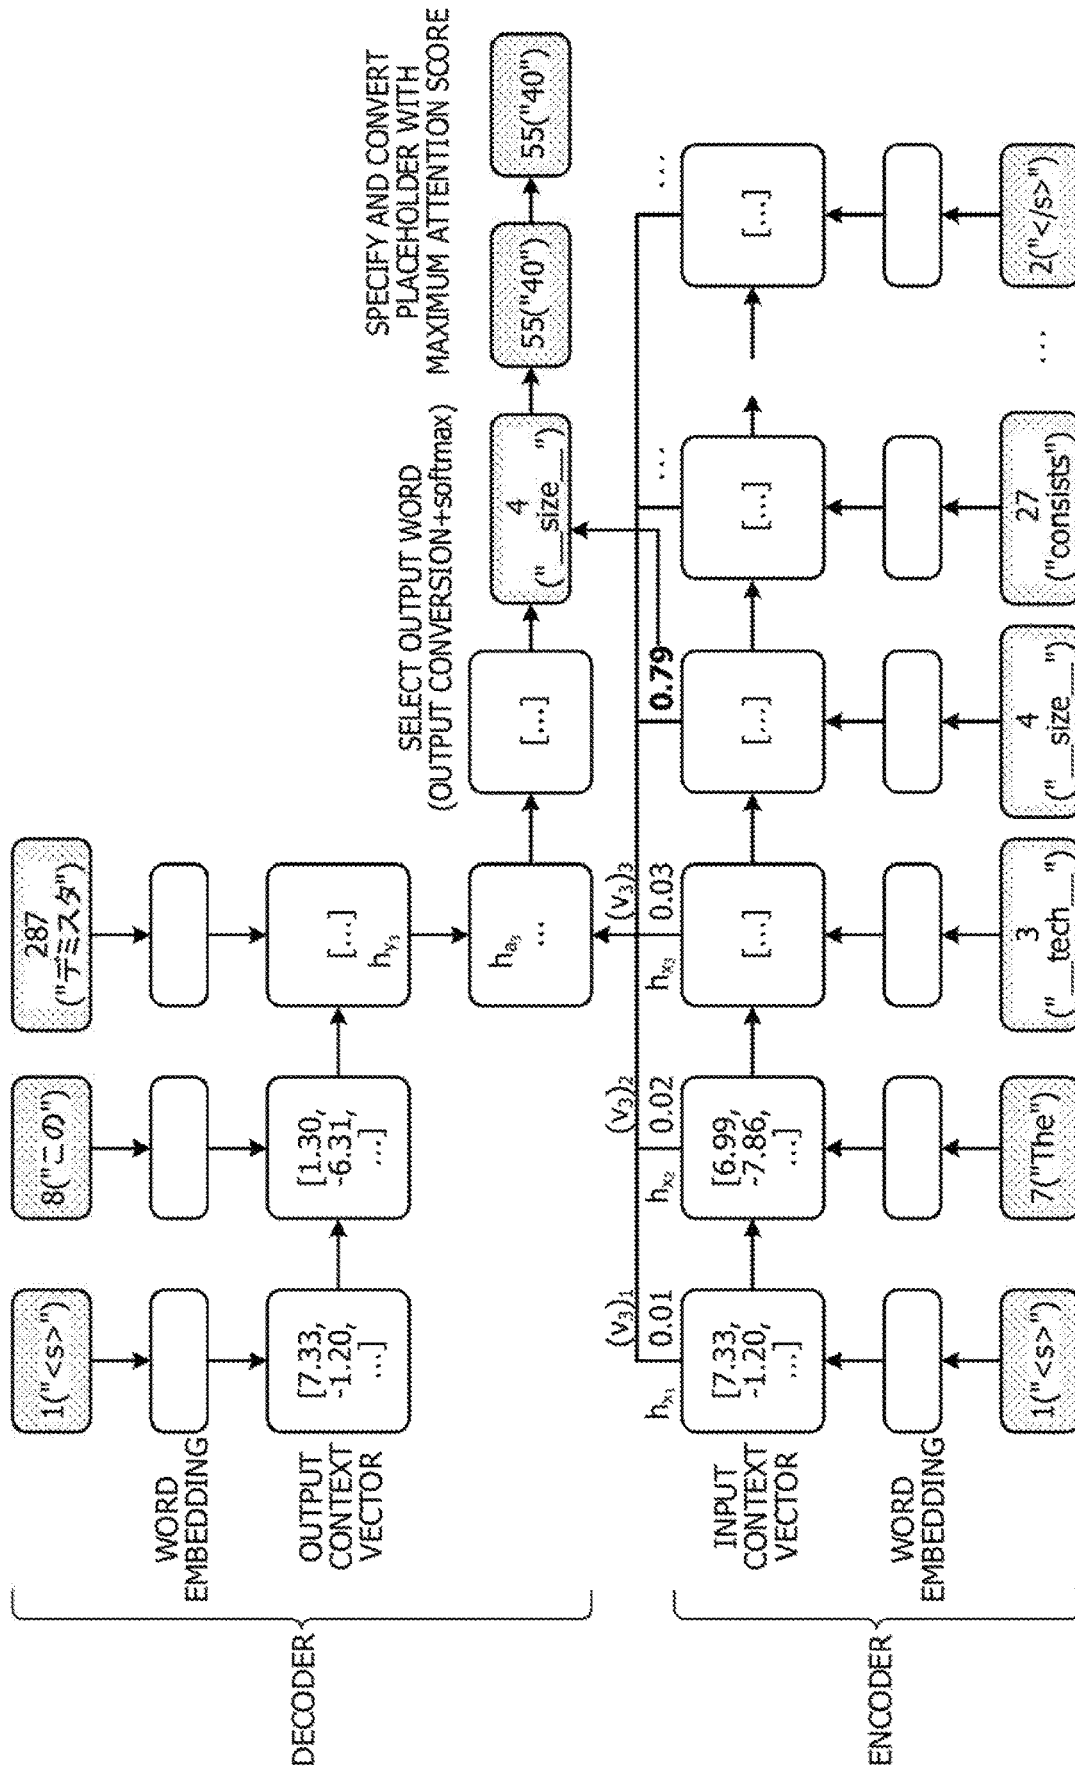 DECODER
WORD
EMBEDDING
OUTPUT
CONTEXT
VECTOR
1("<s>")
8("この")
287
("デミスタ")
[7.33,
-1.20,
...]
[1.30,
-6.31,
...]
[...]
h_y₃
h_a₃
...
[...]
SELECT OUTPUT WORD
(OUTPUT CONVERSION+softmax)
4
("__size__")
SPECIFY AND CONVERT
PLACEHOLDER WITH
MAXIMUM ATTENTION SCORE
55("40")
55("40")
ENCODER
INPUT
CONTEXT
VECTOR
WORD
EMBEDDING
(v₃)₁
h_x₁ 0.01
(v₃)₂
h_x₂ 0.02
(v₃)₃
h_x₃ 0.03
0.79
...
...
[7.33,
-1.20,
...]
[6.99,
-7.86,
...]
[...]
[...]
[...]
[...]
1("<s>")
7("The")
3
("__tech__")
4
("__size__")
27
("consists")
...
2("</s>")